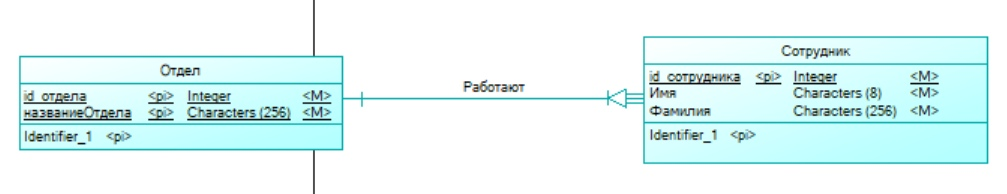 Отдел
id_отдела <pi> Integer <M>
названиеОтдела <pi> Characters (256) <M>
Identifier_1 <pi>
Работают
Сотрудник
id_сотрудника <pi> Integer <M>
Имя Characters (8) <M>
Фамилия Characters (256) <M>
Identifier_1 <pi>